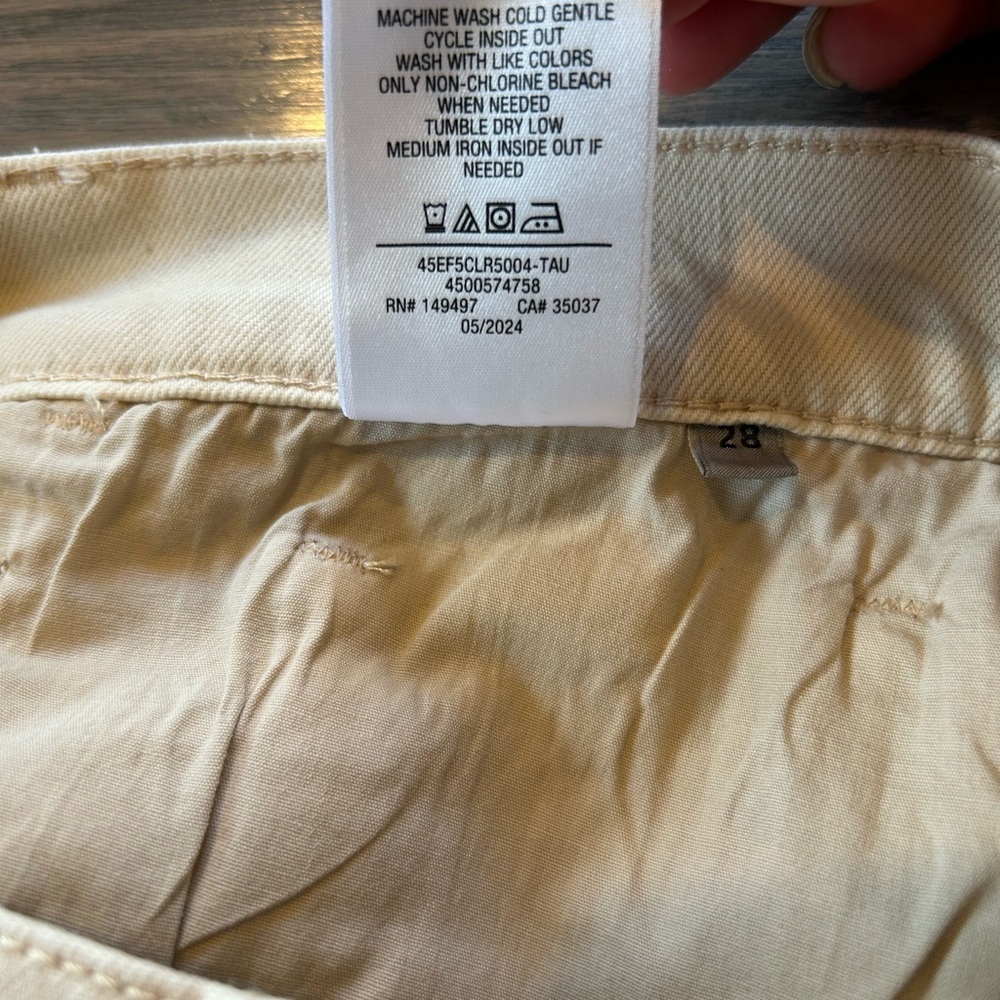 MACHINE WASH COLD GENTLE
CYCLE INSIDE OUT
WASH WITH LIKE COLORS
ONLY NON-CHLORINE BLEACH
WHEN NEEDED
TUMBLE DRY LOW
MEDIUM IRON INSIDE OUT IF
NEEDED
45EF5CLR5004-TAU
4500574758
RN# 149497 CA# 35037
05/2024
28